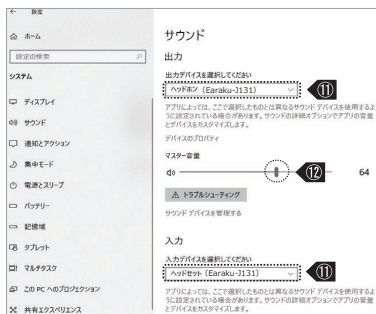 ← 設定
ホーム
設定の検索
システム
ディスプレイ
サウンド
通知とアクション
集中モード
電源とスリープ
バッテリー
記憶域
タブレット
マルチタスク
この PC へのプロジェクション
共有エクスペリエンス
サウンド
出力
出力デバイスを選択してください
ヘッドホン (Earaku-J131)
⑪
アプリによっては、ここで選択したものとは異なるサウンド デバイスを使用するよ
うに設定されている場合があります。サウンドの詳細オプションでアプリの音量
とデバイスをカスタマイズします。
デバイスのプロパティ
マスター音量
⑫
64
トラブルシューティング
サウンド デバイスを管理する
入力
入力デバイスを選択してください
ヘッドセット (Earaku-J131)
⑪
アプリによっては、ここで選択したものとは異なるサウンド デバイスを使用するよ
うに設定されている場合があります。サウンドの詳細オプションでアプリの音量
とデバイスをカスタマイズします。